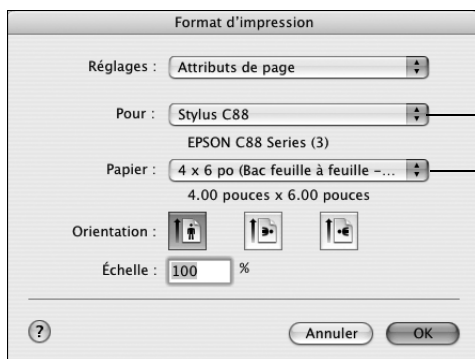 Format d’impression
Réglages : Attributs de page
Pour : Stylus C88
EPSON C88 Series (3)
Papier : 4 x 6 po (Bac feuille à feuille –...
4.00 pouces x 6.00 pouces
Orientation :
Échelle : 100 %
? Annuler OK